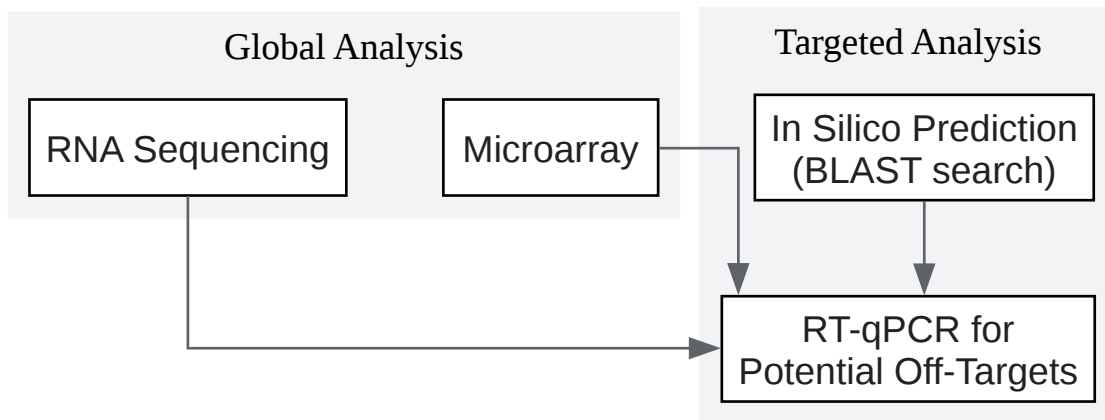 Global Analysis
RNA Sequencing
Microarray
Targeted Analysis
In Silico Prediction
(BLAST search)
RT-qPCR for
Potential Off-Targets